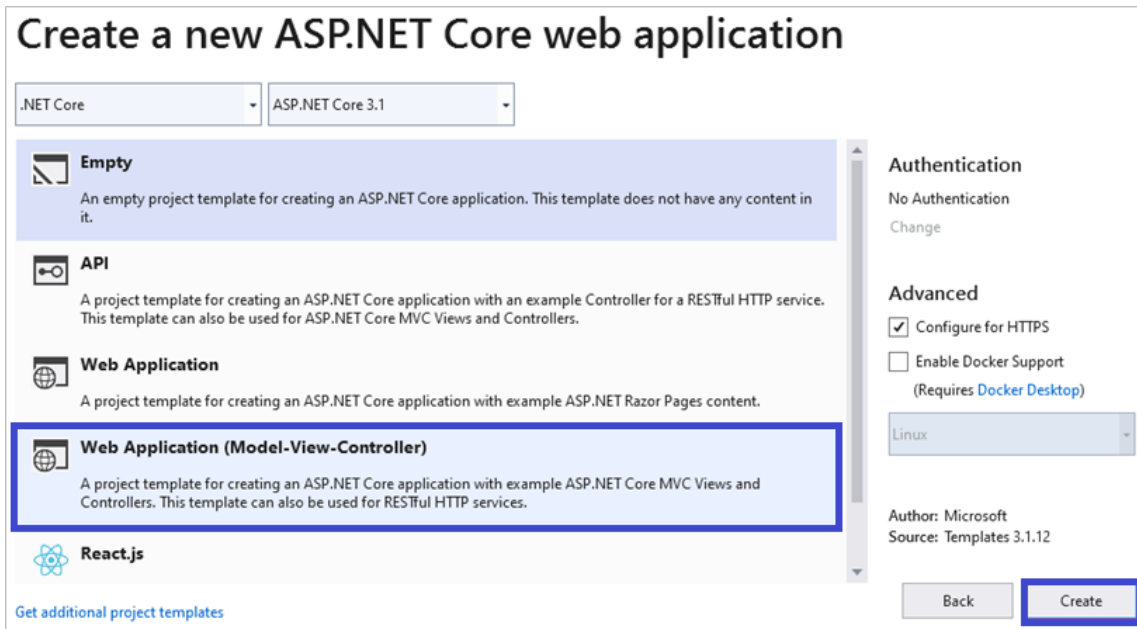 Create a new ASP.NET Core web application
.NET Core
ASP.NET Core 3.1
Empty
An empty project template for creating an ASP.NET Core application. This template does not have any content in
it.
API
A project template for creating an ASP.NET Core application with an example Controller for a RESTful HTTP service.
This template can also be used for ASP.NET Core MVC Views and Controllers.
Web Application
A project template for creating an ASP.NET Core application with example ASP.NET Razor Pages content.
Web Application (Model-View-Controller)
A project template for creating an ASP.NET Core application with example ASP.NET Core MVC Views and
Controllers. This template can also be used for RESTful HTTP services.
React.js
Get additional project templates
Authentication
No Authentication
Change
Advanced
Configure for HTTPS
Enable Docker Support
(Requires Docker Desktop)
Linux
Author: Microsoft
Source: Templates 3.1.12
Back
Create